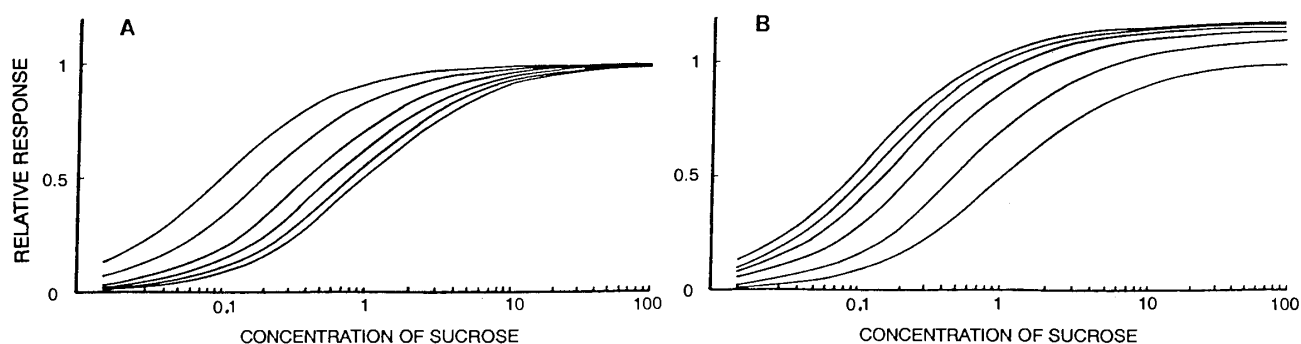 A
RELATIVE RESPONSE
1
0.5
0
0.1 1 10 100
CONCENTRATION OF SUCROSE
B
1
0.5
0
0.1 1 10 100
CONCENTRATION OF SUCROSE